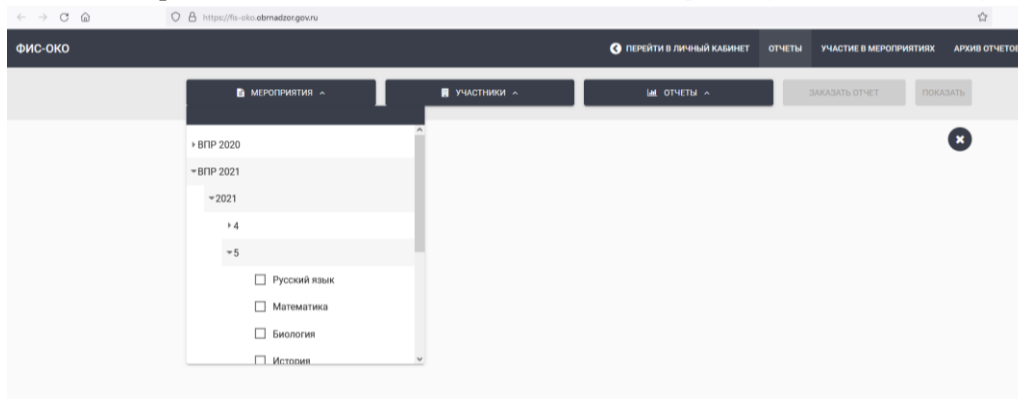 https://fis-oko.obrnadzor.gov.ru
ФИС-ОКО
ПЕРЕЙТИ В ЛИЧНЫЙ КАБИНЕТ ОТЧЕТЫ УЧАСТИЕ В МЕРОПРИЯТИЯХ АРХИВ ОТЧЕТОВ
МЕРОПРИЯТИЯ УЧАСТНИКИ ОТЧЕТЫ ЗАКАЗАТЬ ОТЧЕТ ПОКАЗАТЬ
ВПР 2020
ВПР 2021
2021
4
5
Русский язык
Математика
Биология
История